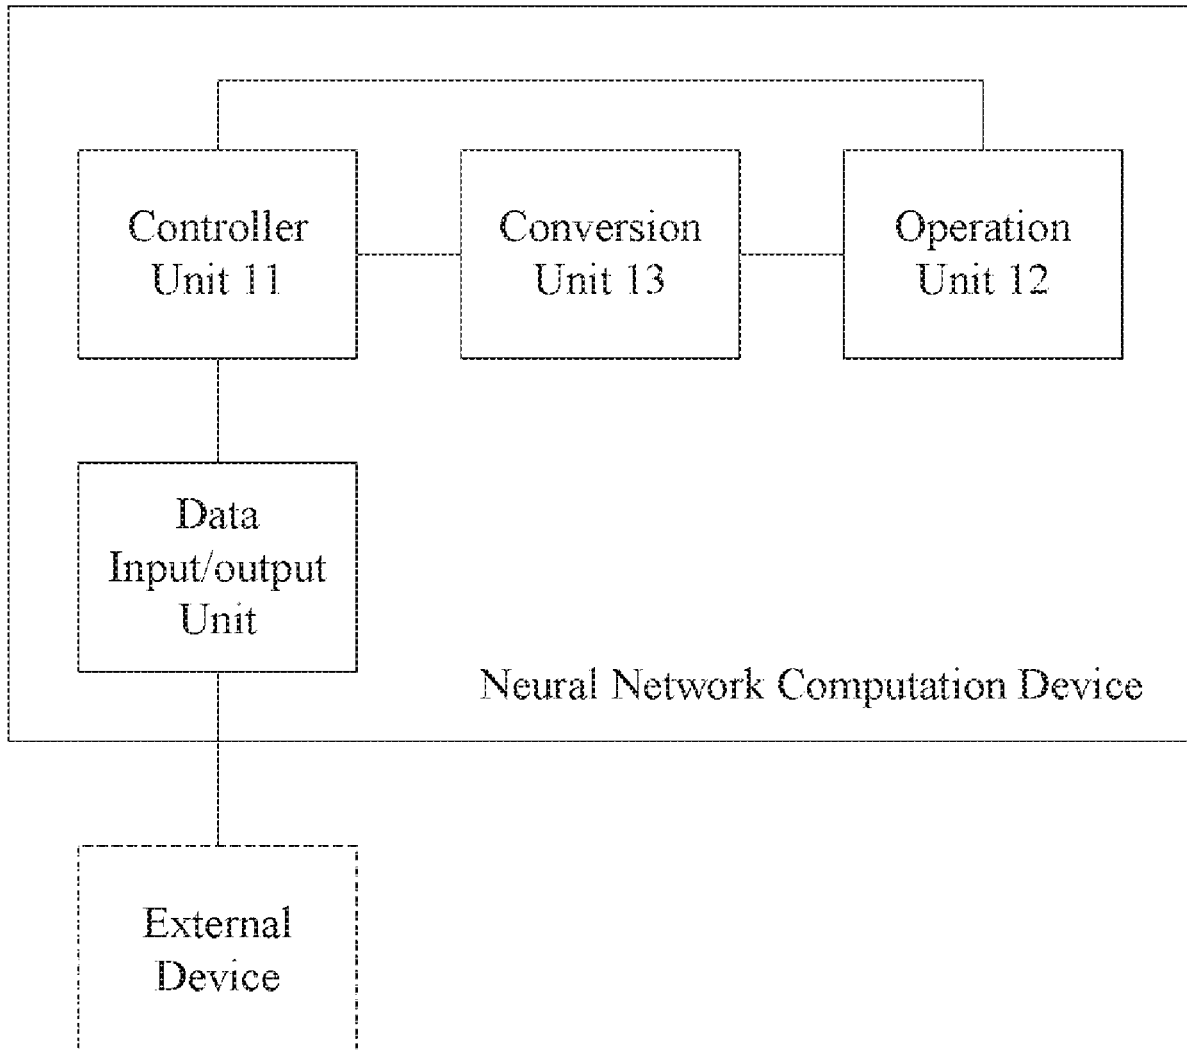 Controller
Unit 11
Conversion
Unit 13
Operation
Unit 12
Data
Input/output
Unit
Neural Network Computation Device
External
Device